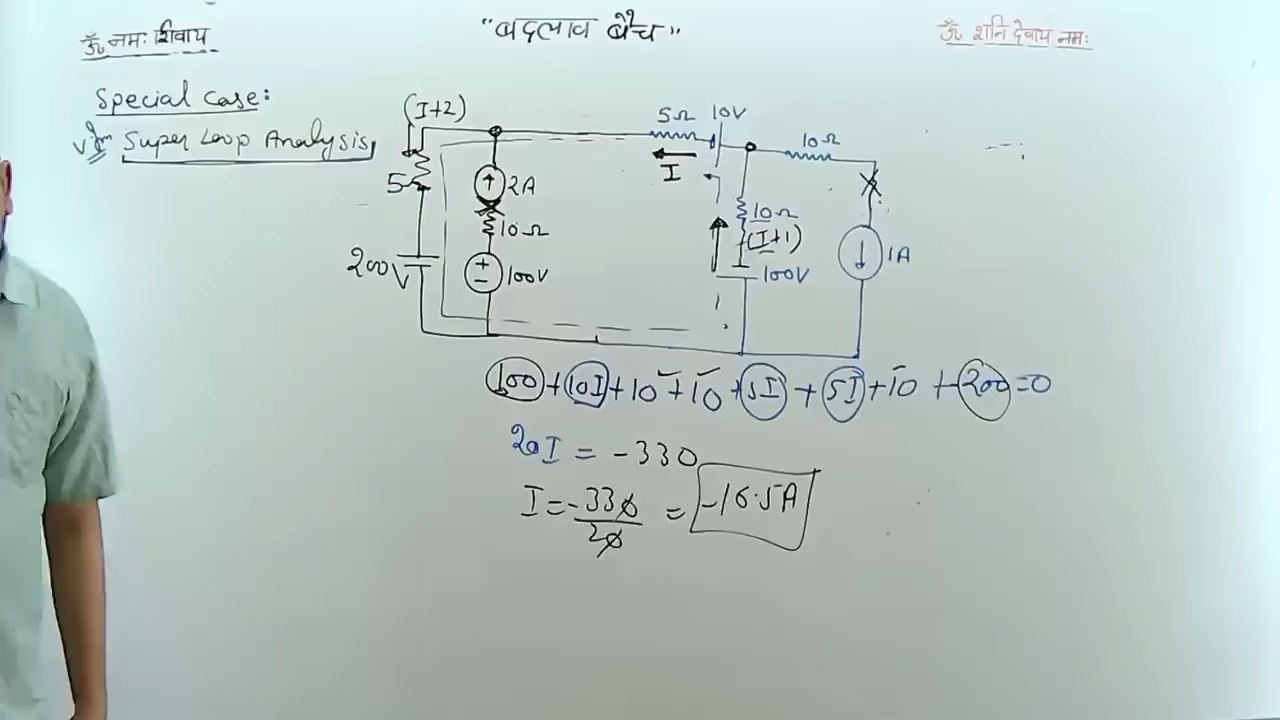 ॐ नमः शिवाय
"बदलाव बैच"
ॐ शनि देवाय नमः
Special Case:
Super Loop Analysis
(I+2)
5Ω 10V
10Ω
I
5Ω
2A
10Ω
10Ω
(I+1)
200V
100V
100V
1A
100 + 10I + 10 + 10 + 5I + 5I + 10 + 200 = 0
20I = -330
I = -330/20 = -16.5A